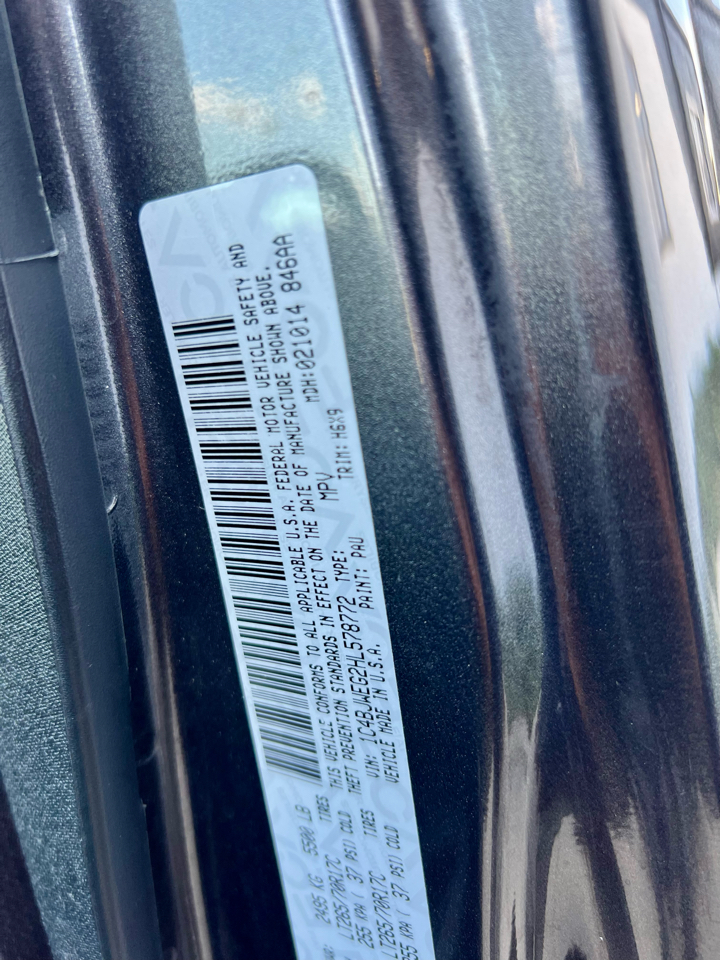 2495 KG 5500 LB
TIRES
LT265/70R17C
255 KPA ( 37 PSI) COLD
TIRES
LT265/70R17C
255 KPA ( 37 PSI) COLD
THIS VEHICLE CONFORMS TO ALL APPLICABLE U.S.A. FEDERAL MOTOR VEHICLE SAFETY AND
THEFT PREVENTION STANDARDS IN EFFECT ON THE DATE OF MANUFACTURE SHOWN ABOVE.
VIN: 1C4BJWEG2HL578772 TYPE: MPV MDH:021014 846AA
VEHICLE MADE IN U.S.A. PAINT: PAU TRIM: H6X9